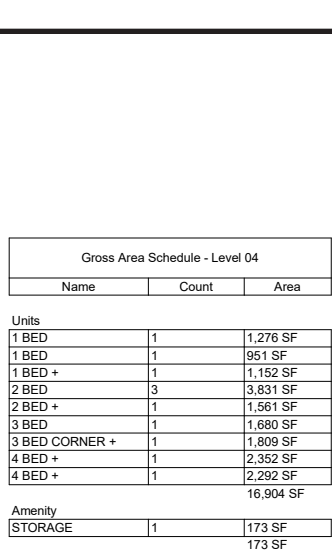 Gross Area Schedule - Level 04
Name Count Area
Units
1 BED 1 1,276 SF
1 BED 1 951 SF
1 BED + 1 1,152 SF
2 BED 3 3,831 SF
2 BED + 1 1,561 SF
3 BED 1 1,680 SF
3 BED CORNER + 1 1,809 SF
4 BED + 1 2,352 SF
4 BED + 1 2,292 SF
16,904 SF
Amenity
STORAGE 1 173 SF
173 SF